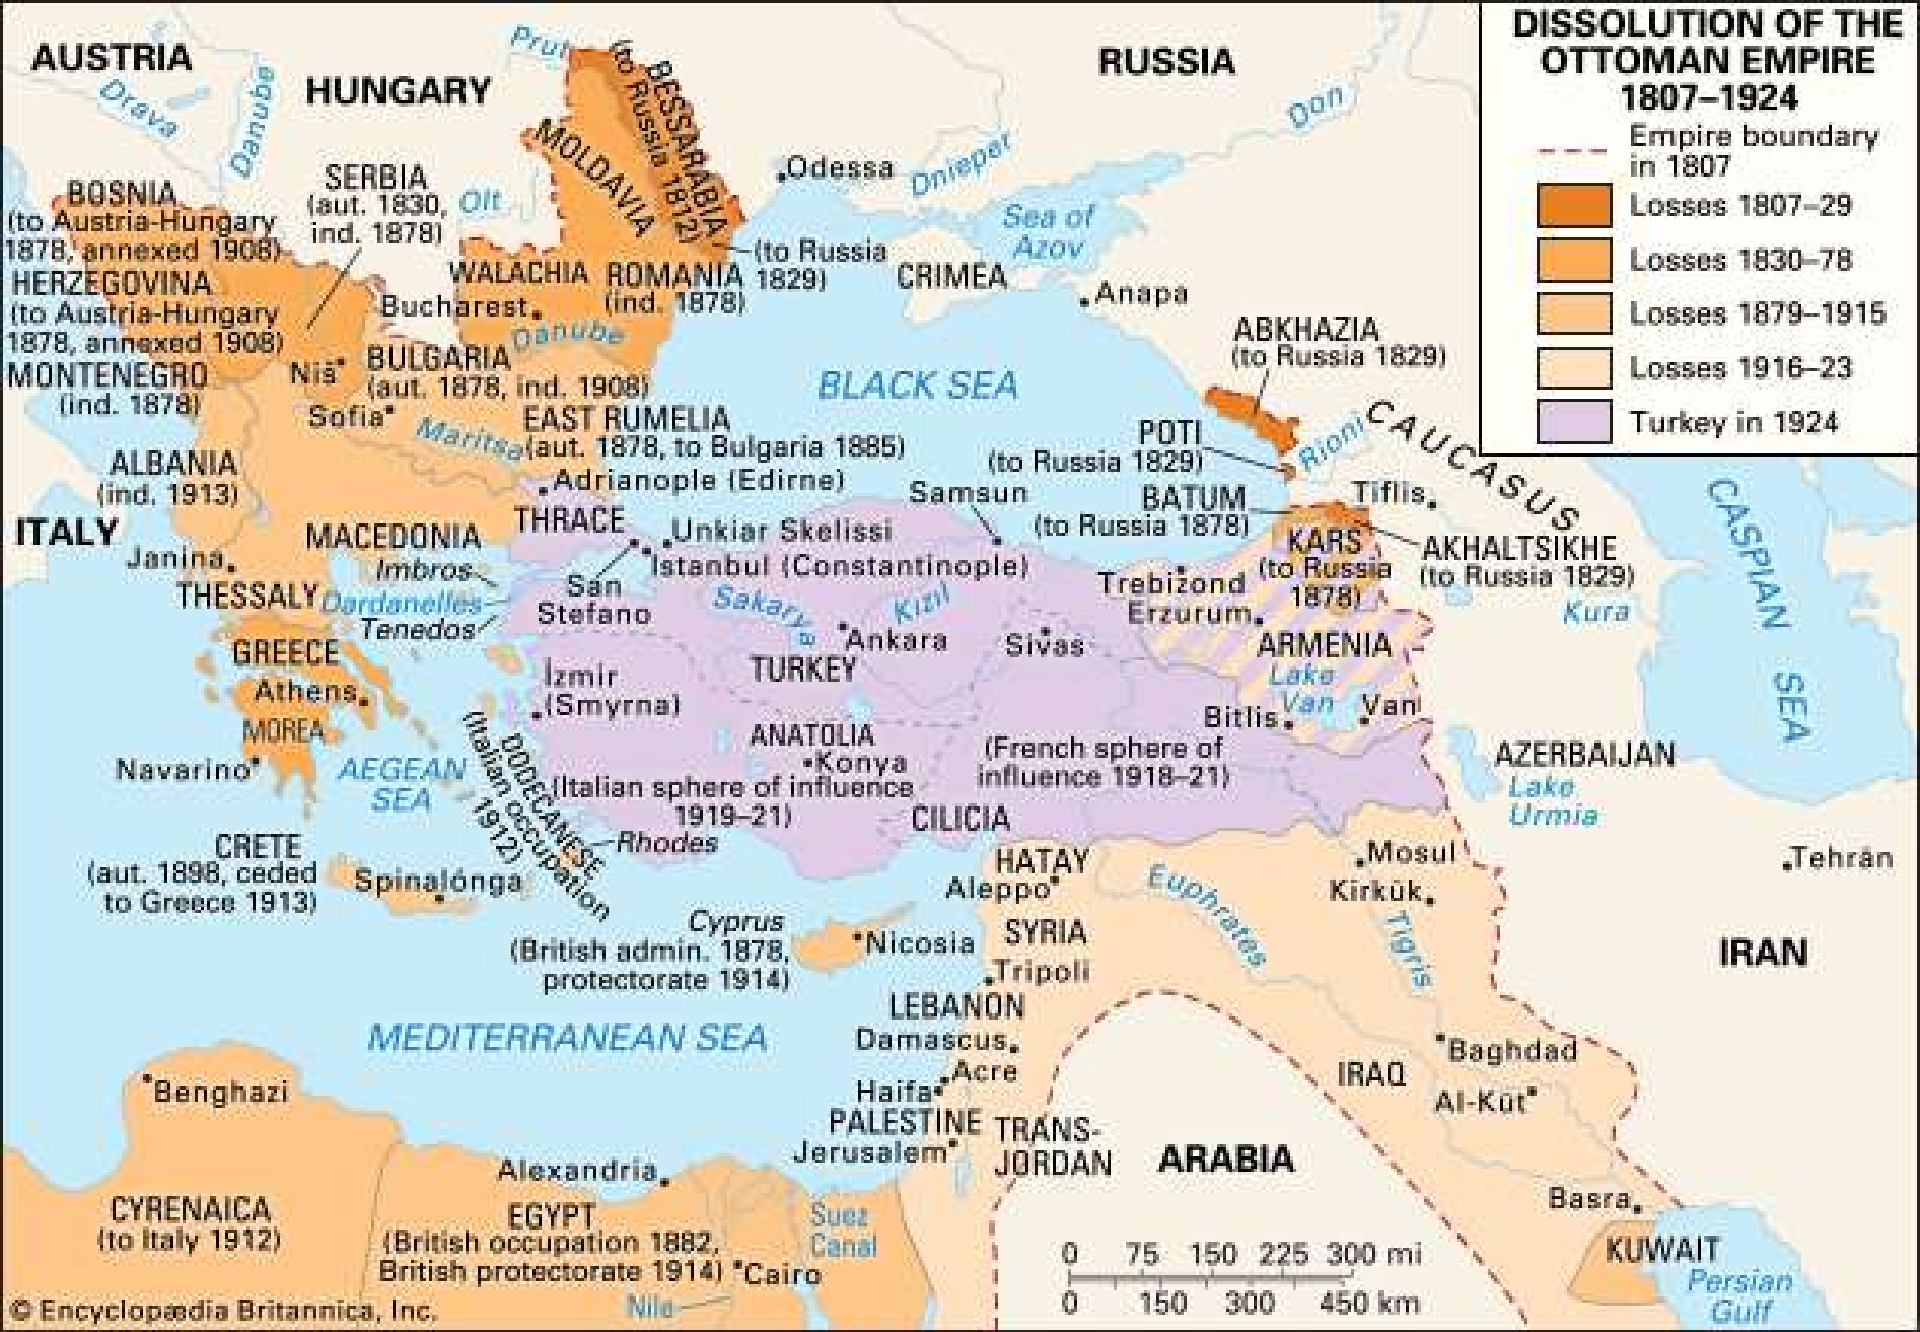 DISSOLUTION OF THE
OTTOMAN EMPIRE
1807–1924
Empire boundary
in 1807
Losses 1807–29
Losses 1830–78
Losses 1879–1915
Losses 1916–23
Turkey in 1924
AUSTRIA
Drava
Danube
HUNGARY
Prut
BESSARABIA
(to Russia 1812)
MOLDAVIA
RUSSIA
Don
Dnieper
Odessa
Sea of
Azov
CRIMEA
Anapa
BOSNIA
(to Austria-Hungary
1878, annexed 1908)
HERZEGOVINA
(to Austria-Hungary
1878, annexed 1908)
MONTENEGRO
(ind. 1878)
SERBIA
(aut. 1830,
ind. 1878)
Olt
WALACHIA
ROMANIA
(ind. 1878)
(to Russia
1829)
Bucharest
Danube
Niš
BULGARIA
(aut. 1878, ind. 1908)
Sofia
Maritsa
EAST RUMELIA
(aut. 1878, to Bulgaria 1885)
BLACK SEA
ABKHAZIA
(to Russia 1829)
POTI
(to Russia 1829)
Rioni
CAUCASUS
BATUM
(to Russia 1878)
Tiflis
KARS
(to Russia
1878)
AKHALTSIKHE
(to Russia 1829)
Kura
CASPIAN SEA
ALBANIA
(ind. 1913)
ITALY
Janina
Adrianople (Edirne)
THRACE
MACEDONIA
Imbros
THESSALY
Dardanelles
Tenedos
Unkiar Skelissi
Istanbul (Constantinople)
San
Stefano
Samsun
Sakarya
Kizil
Ankara
Sivas
Trebizond
Erzurum
ARMENIA
Lake
Van
Van
Bitlis
GREECE
Athens
MOREA
Navarino
AEGEAN
SEA
İzmir
(Smyrna)
TURKEY
ANATOLIA
Konya
(Italian sphere of influence
1919–21)
(French sphere of
influence 1918–21)
CILICIA
DODECANESE
(Italian occupation
1912)
Rhodes
AZERBAIJAN
Lake
Urmia
Tehrān
CRETE
(aut. 1898, ceded
to Greece 1913)
Spinalónga
Cyprus
(British admin. 1878,
protectorate 1914)
Nicosia
HATAY
Aleppo
SYRIA
Tripoli
Euphrates
Mosul
Kirkūk
Tigris
IRAN
LEBANON
Damascus
Acre
Haifa
PALESTINE
Jerusalem
TRANS-
JORDAN
ARABIA
IRAQ
Baghdad
Al-Kūt
Basra
KUWAIT
Persian
Gulf
MEDITERRANEAN SEA
Benghazi
CYRENAICA
(to Italy 1912)
Alexandria
EGYPT
(British occupation 1882,
British protectorate 1914)
Cairo
Suez
Canal
Nile
0 75 150 225 300 mi
0 150 300 450 km
© Encyclopædia Britannica, Inc.